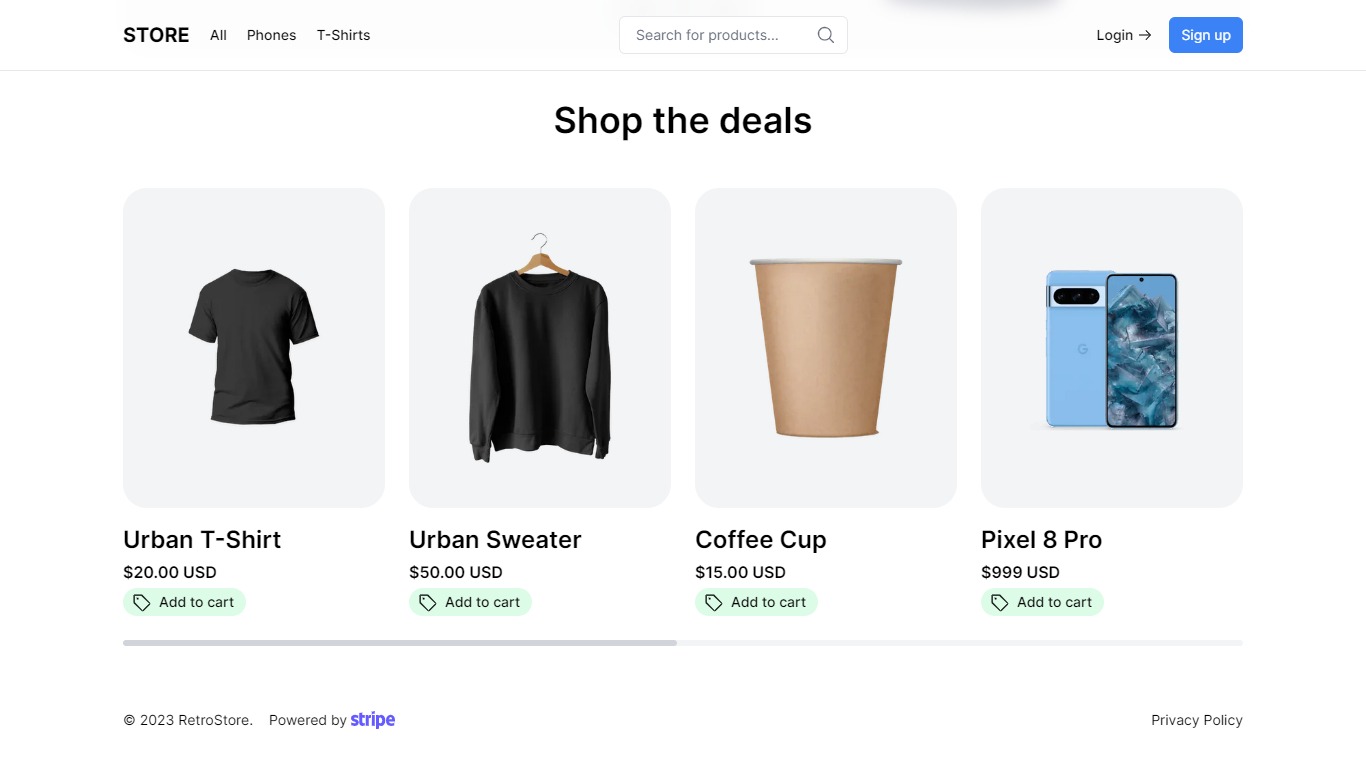 STORE All Phones T-Shirts Search for products... Login → Sign up
Shop the deals
Urban T-Shirt
$20.00 USD
Add to cart
Urban Sweater
$50.00 USD
Add to cart
Coffee Cup
$15.00 USD
Add to cart
Pixel 8 Pro
$999 USD
Add to cart
© 2023 RetroStore. Powered by stripe Privacy Policy